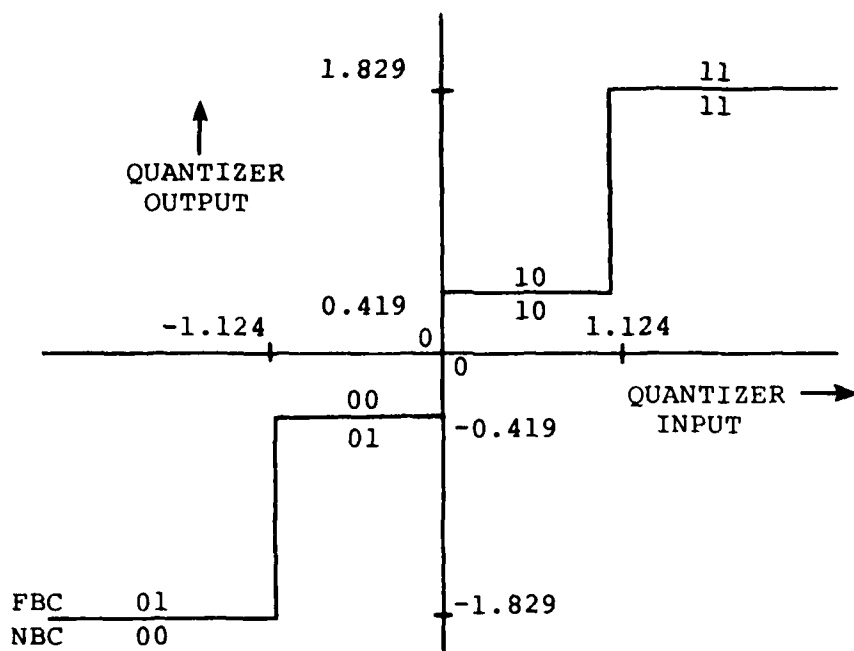 11
1.829
11
QUANTIZER
OUTPUT
10
0.419
10
-1.124
0
1.124
0
00
QUANTIZER
INPUT
01
-0.419
FBC 01
-1.829
NBC 00